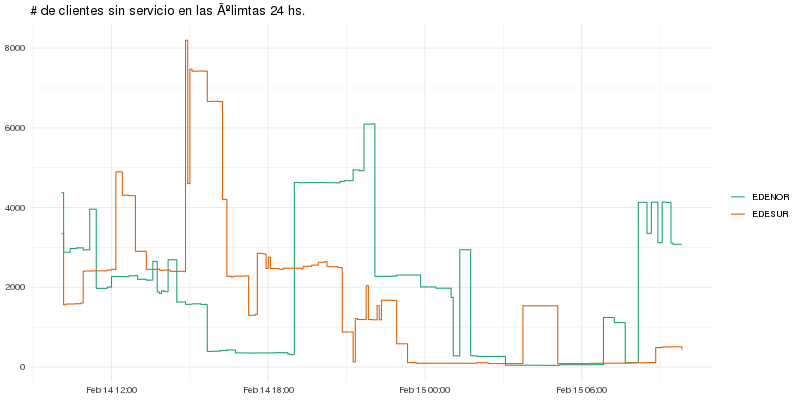 # de clientes sin servicio en las Ãºlimtas 24 hs.
8000
6000
4000
2000
0
Feb 14 12:00
Feb 14 18:00
Feb 15 00:00
Feb 15 06:00
EDENOR
EDESUR